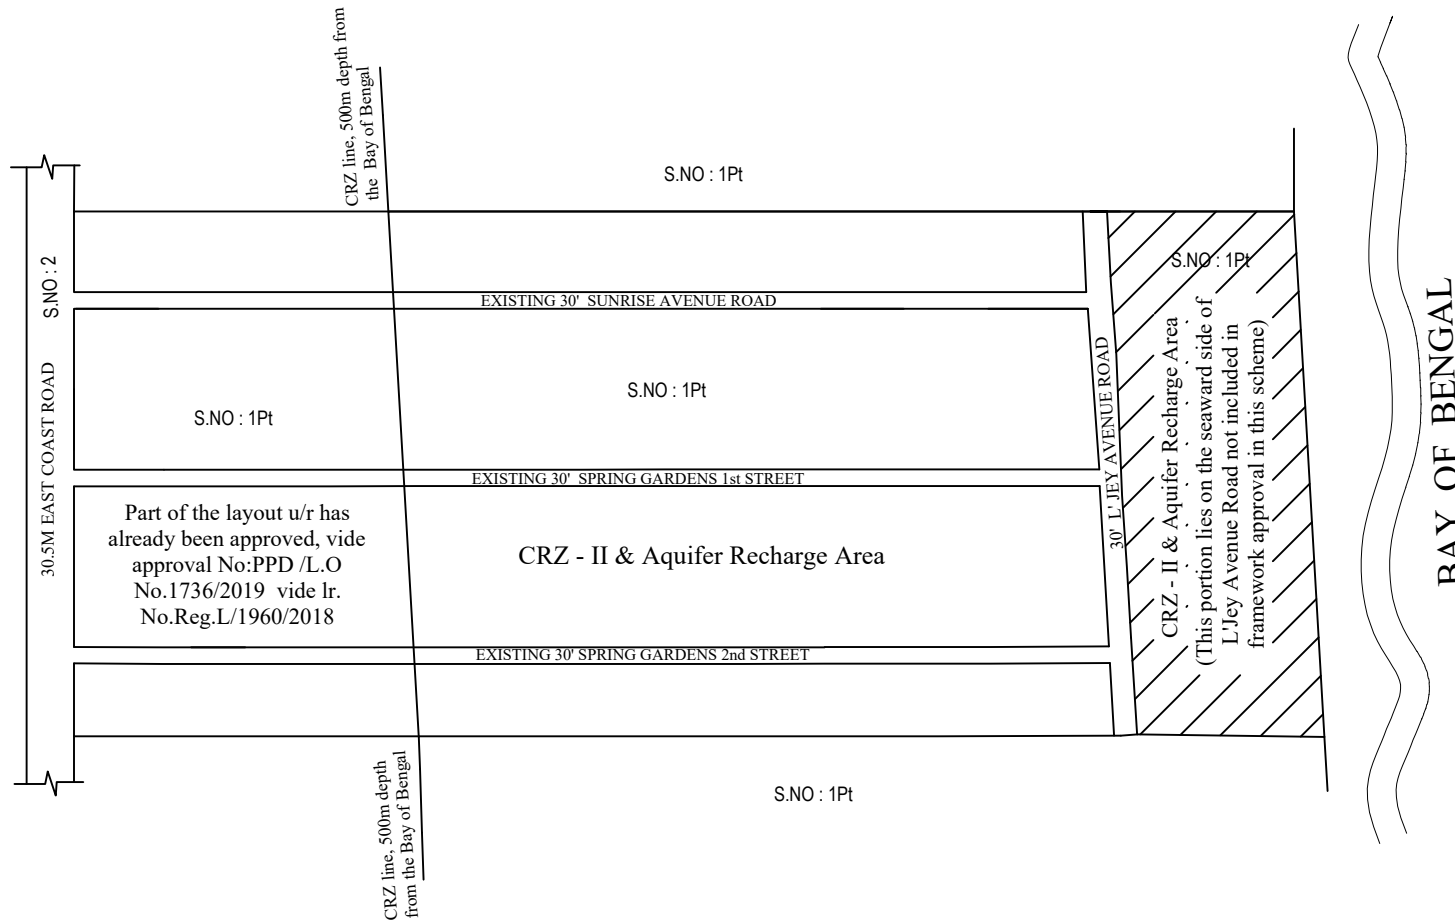 CRZ line, 500m depth from
the Bay of Bengal
S.NO : 1Pt
S.NO : 2
S.NO : 1Pt
EXISTING 30' SUNRISE AVENUE ROAD
30.5M EAST COAST ROAD
S.NO : 1Pt
S.NO : 1Pt
30' L' JEY AVENUE ROAD
CRZ - II & Aquifer Recharge Area
(This portion lies on the seaward side of
L'Jey Avenue Road not included in
framework approval in this scheme)
BAY OF BENGAL
EXISTING 30' SPRING GARDENS 1st STREET
Part of the layout u/r has
already been approved, vide
approval No:PPD /L.O
No.1736/2019 vide lr.
No.Reg.L/1960/2018
CRZ - II & Aquifer Recharge Area
EXISTING 30' SPRING GARDENS 2nd STREET
CRZ line, 500m depth
from the Bay of Bengal
S.NO : 1Pt